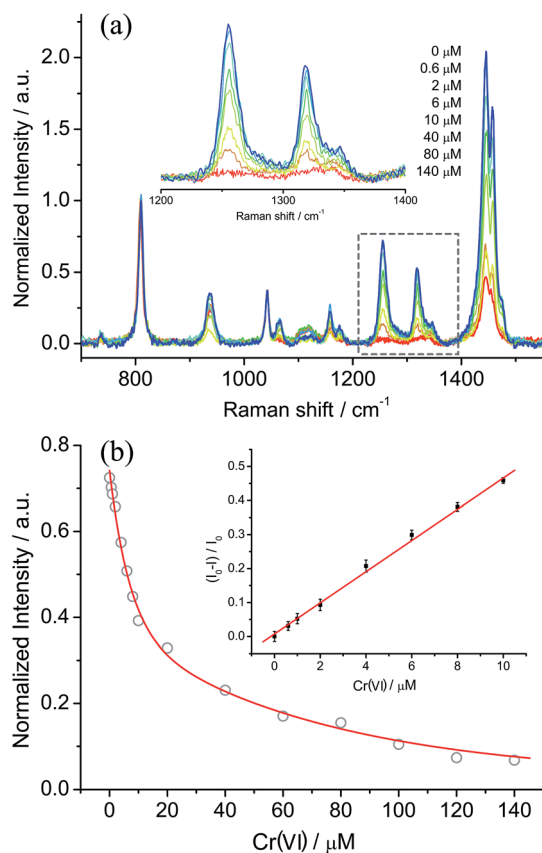 (a)
2.0
1.5
1.0
0.5
0.0
Normalized Intensity / a.u.
800 1000 1200 1400
Raman shift / cm-1
1200 1300 1400
Raman shift / cm-1
0 µM
0.6 µM
2 µM
6 µM
10 µM
40 µM
80 µM
140 µM
(b)
0.8
0.6
0.4
0.2
0.0
Normalized Intensity / a.u.
0 20 40 60 80 100 120 140
Cr(VI) / µM
0.5
0.4
0.3
0.2
0.1
0.0
(I0-I) / I0
0 2 4 6 8 10
Cr(VI) / µM